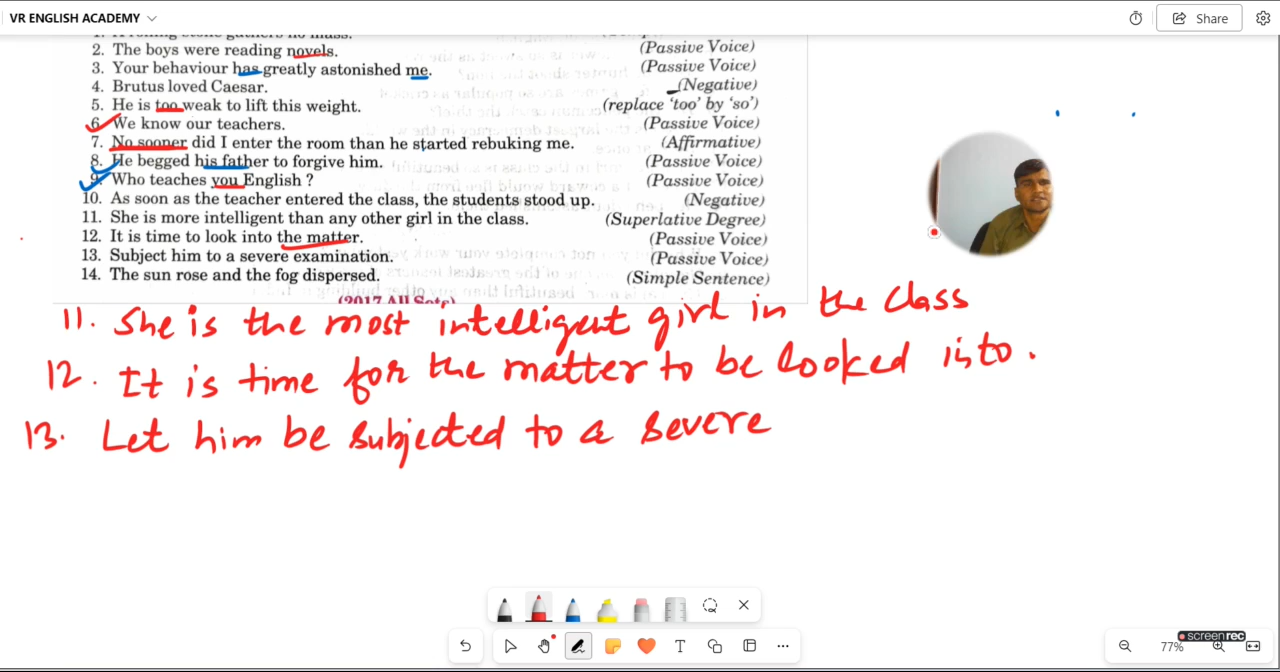 VR ENGLISH ACADEMY
Share
2. The boys were reading novels. (Passive Voice)
3. Your behaviour has greatly astonished me. (Passive Voice)
4. Brutus loved Caesar. (Negative)
5. He is too weak to lift this weight. (replace 'too' by 'so')
6. We know our teachers. (Passive Voice)
7. No sooner did I enter the room than he started rebuking me. (Affirmative)
8. He begged his father to forgive him. (Passive Voice)
9. Who teaches you English ? (Passive Voice)
10. As soon as the teacher entered the class, the students stood up. (Negative)
11. She is more intelligent than any other girl in the class. (Superlative Degree)
12. It is time to look into the matter. (Passive Voice)
13. Subject him to a severe examination. (Passive Voice)
14. The sun rose and the fog dispersed. (Simple Sentence)
(2017 All Sets)
11. She is the most intelligent girl in the class
12. It is time for the matter to be looked into.
13. Let him be subjected to a severe
77%
screenrec